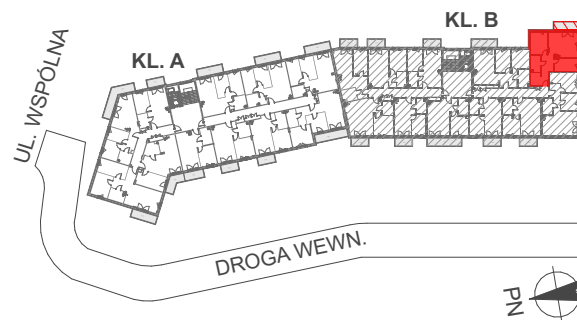 KL. B
KL. A
UL. WSPÓLNA
DROGA WEWN.
PN